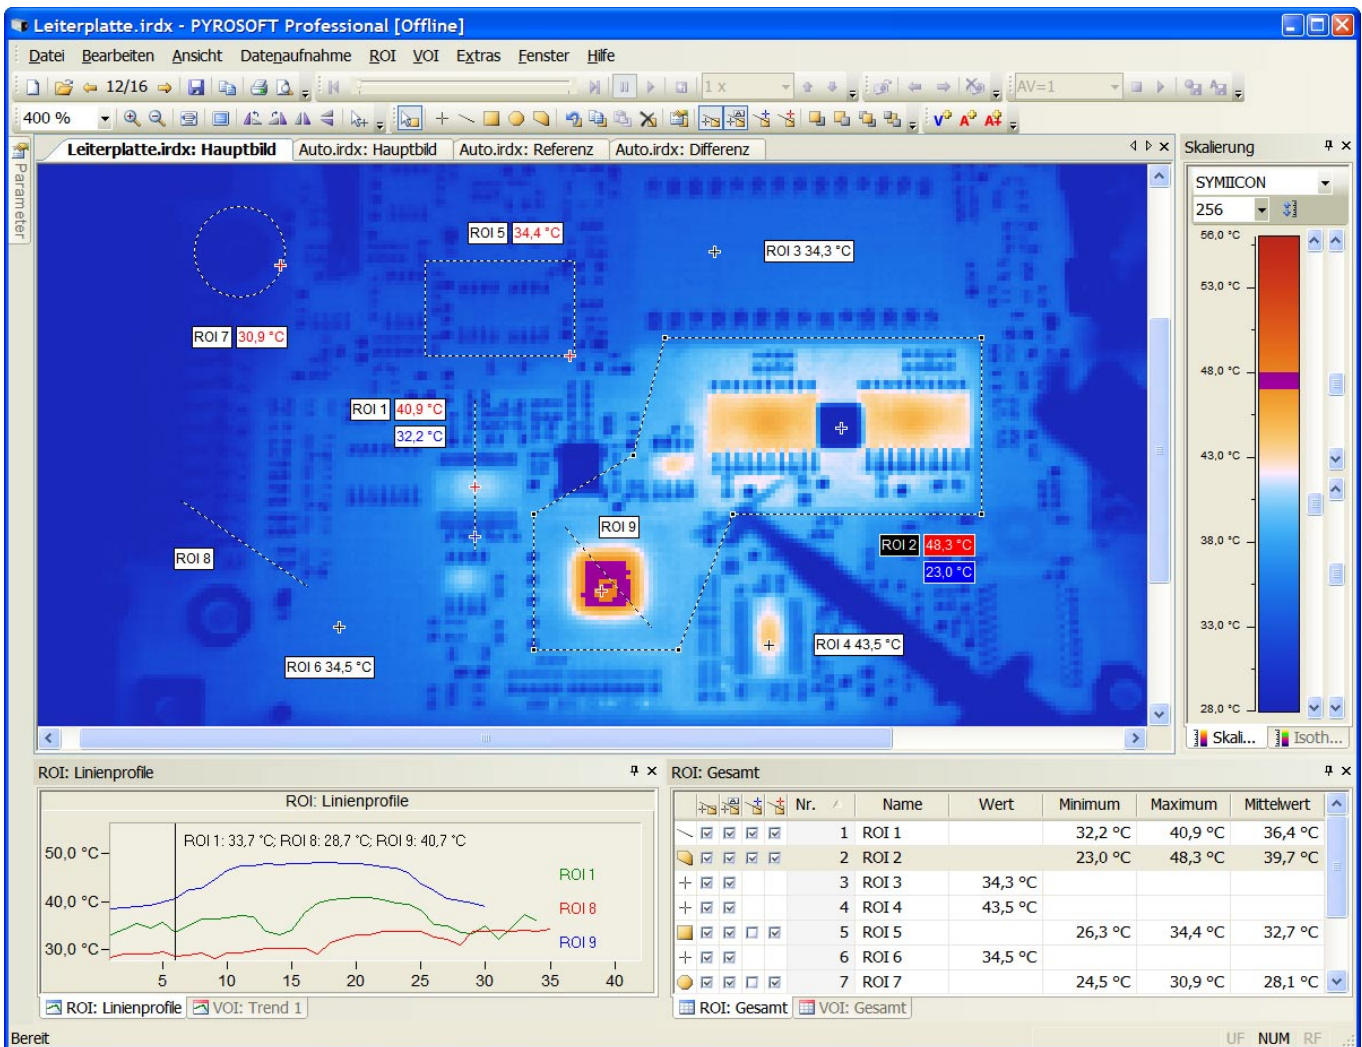 Leiterplatte.irdx - PYROSOFT Professional [Offline]
Datei Bearbeiten Ansicht Datenaufnahme ROI VOI Extras Fenster Hilfe
12/16 1 x AV=1
400 %
Leiterplatte.irdx: Hauptbild Auto.irdx: Hauptbild Auto.irdx: Referenz Auto.irdx: Differenz
Parameter
ROI 5 34,4 °C
ROI 3 34,3 °C
ROI 7 30,9 °C
ROI 1 40,9 °C
32,2 °C
ROI 9
ROI 8
ROI 2 48,3 °C
23,0 °C
ROI 4 43,5 °C
ROI 6 34,5 °C
Skalierung
SYMIICON
256
56,0 °C
53,0 °C
48,0 °C
43,0 °C
38,0 °C
33,0 °C
28,0 °C
Skali... Isoth...
ROI: Linienprofile
ROI: Linienprofile
ROI 1: 33,7 °C; ROI 8: 28,7 °C; ROI 9: 40,7 °C
50,0 °C
40,0 °C
30,0 °C
ROI 1
ROI 8
ROI 9
5 10 15 20 25 30 35 40
ROI: Linienprofile VOI: Trend 1
ROI: Gesamt
Nr. Name Wert Minimum Maximum Mittelwert
1 ROI 1 32,2 °C 40,9 °C 36,4 °C
2 ROI 2 23,0 °C 48,3 °C 39,7 °C
3 ROI 3 34,3 °C
4 ROI 4 43,5 °C
5 ROI 5 26,3 °C 34,4 °C 32,7 °C
6 ROI 6 34,5 °C
7 ROI 7 24,5 °C 30,9 °C 28,1 °C
ROI: Gesamt VOI: Gesamt
Bereit UF NUM RF